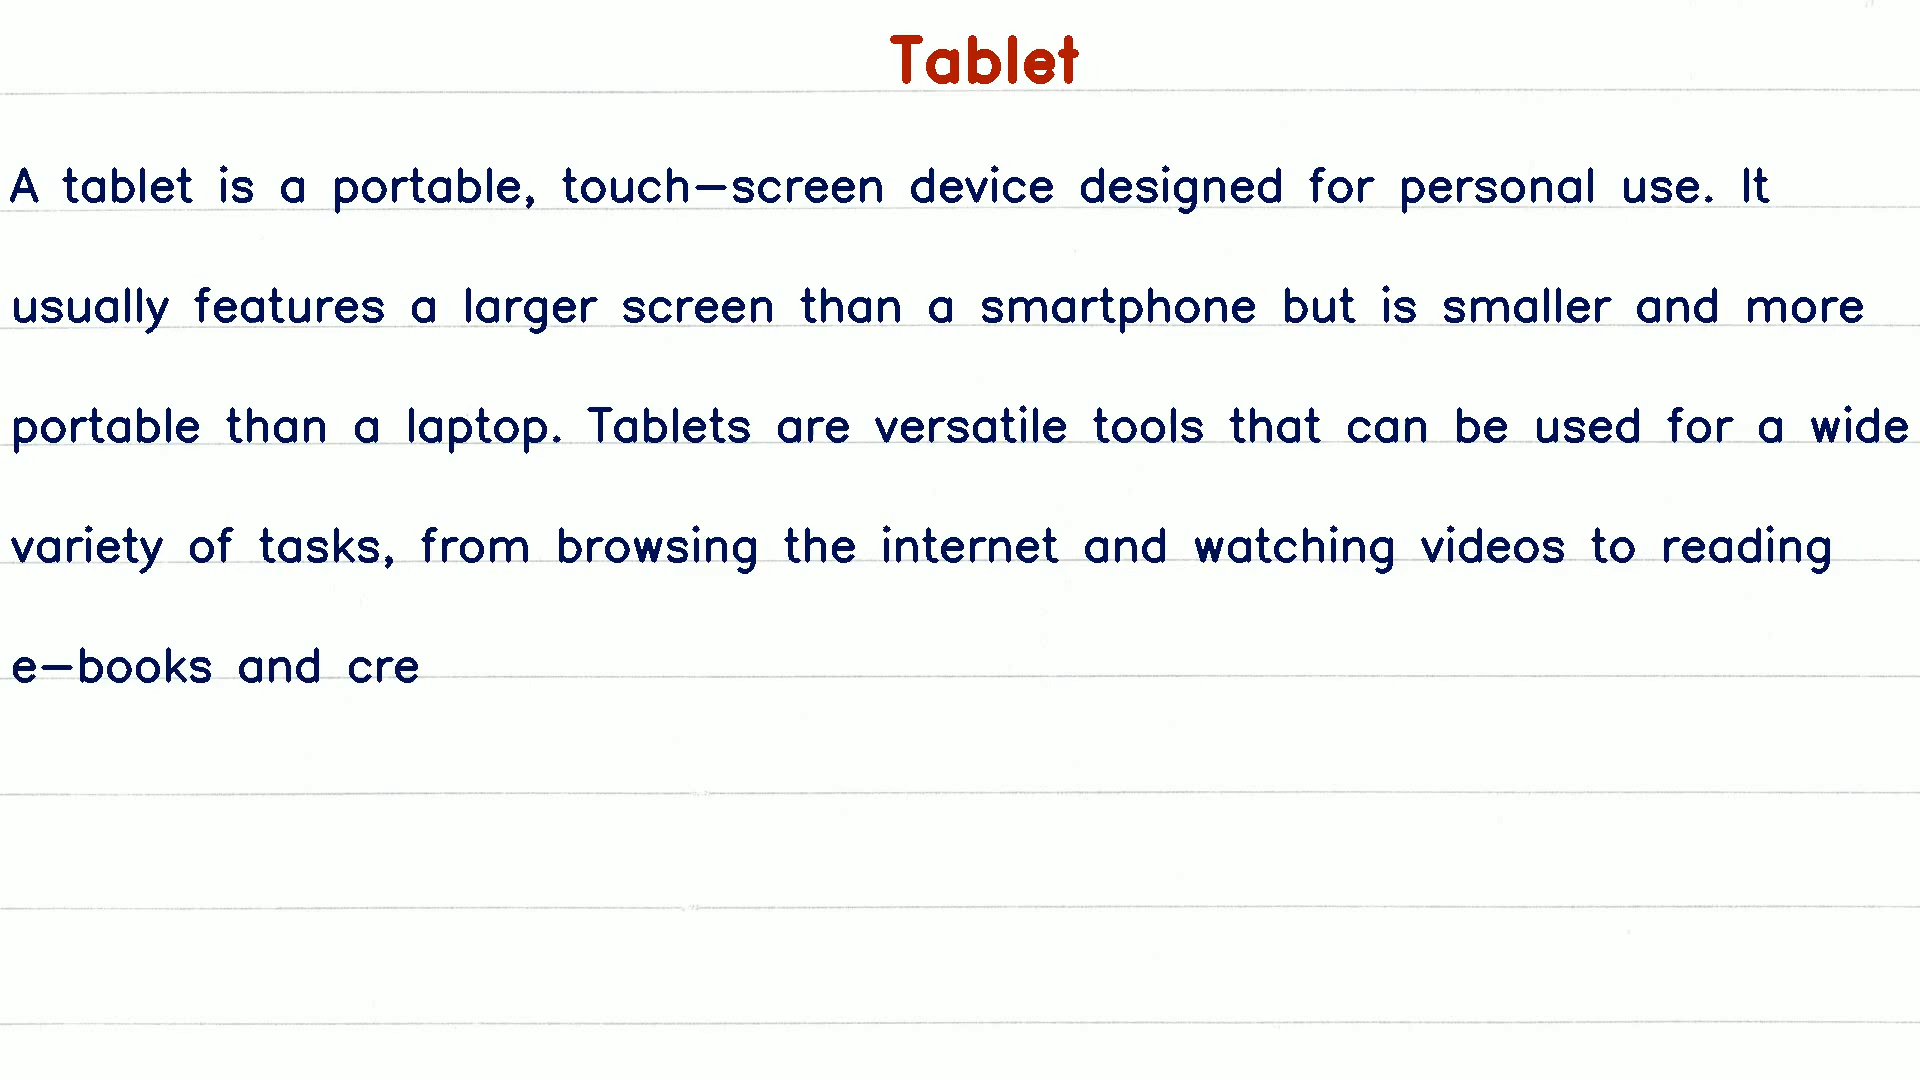 Tablet
A tablet is a portable, touch-screen device designed for personal use. It
usually features a larger screen than a smartphone but is smaller and more
portable than a laptop. Tablets are versatile tools that can be used for a wide
variety of tasks, from browsing the internet and watching videos to reading
e-books and cre